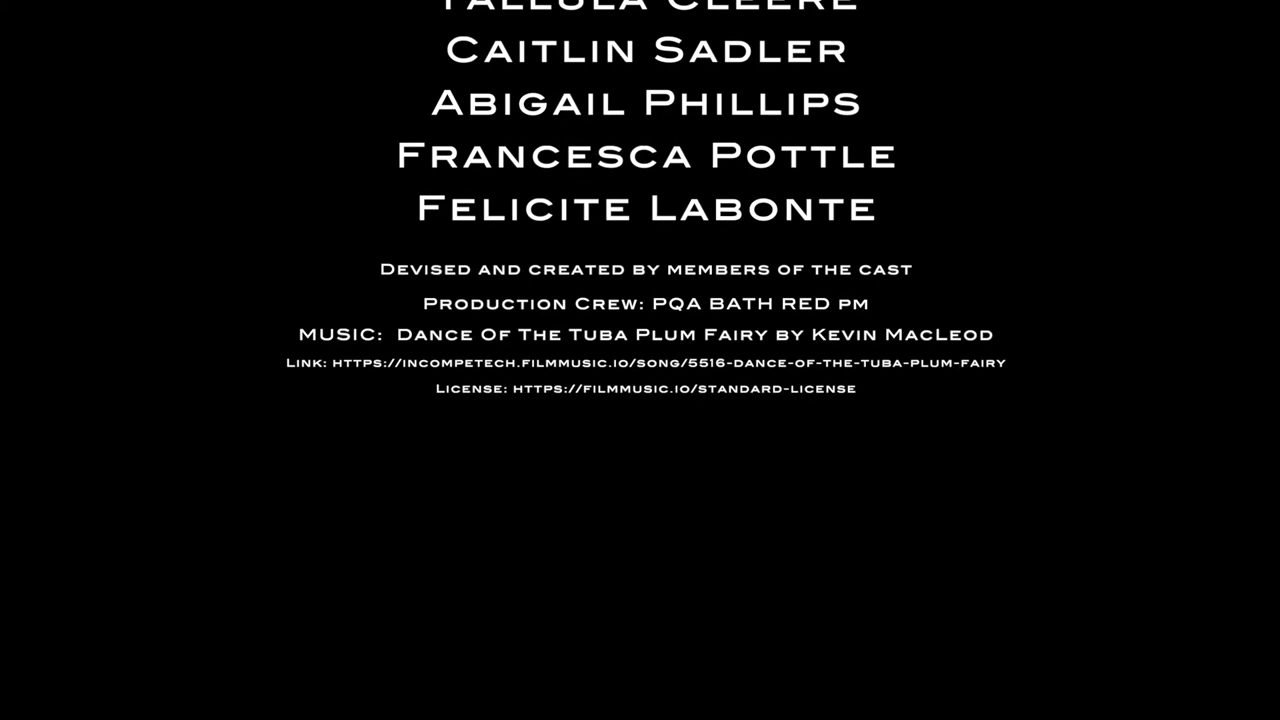 Tallula Cleere
Caitlin Sadler
Abigail Phillips
Francesca Pottle
Felicite Labonte
Devised and created by members of the cast
Production Crew: PQA BATH RED pm
MUSIC: Dance Of The Tuba Plum Fairy by Kevin MacLeod
Link: https://incompetech.filmmusic.io/song/5516-dance-of-the-tuba-plum-fairy
License: https://filmmusic.io/standard-license